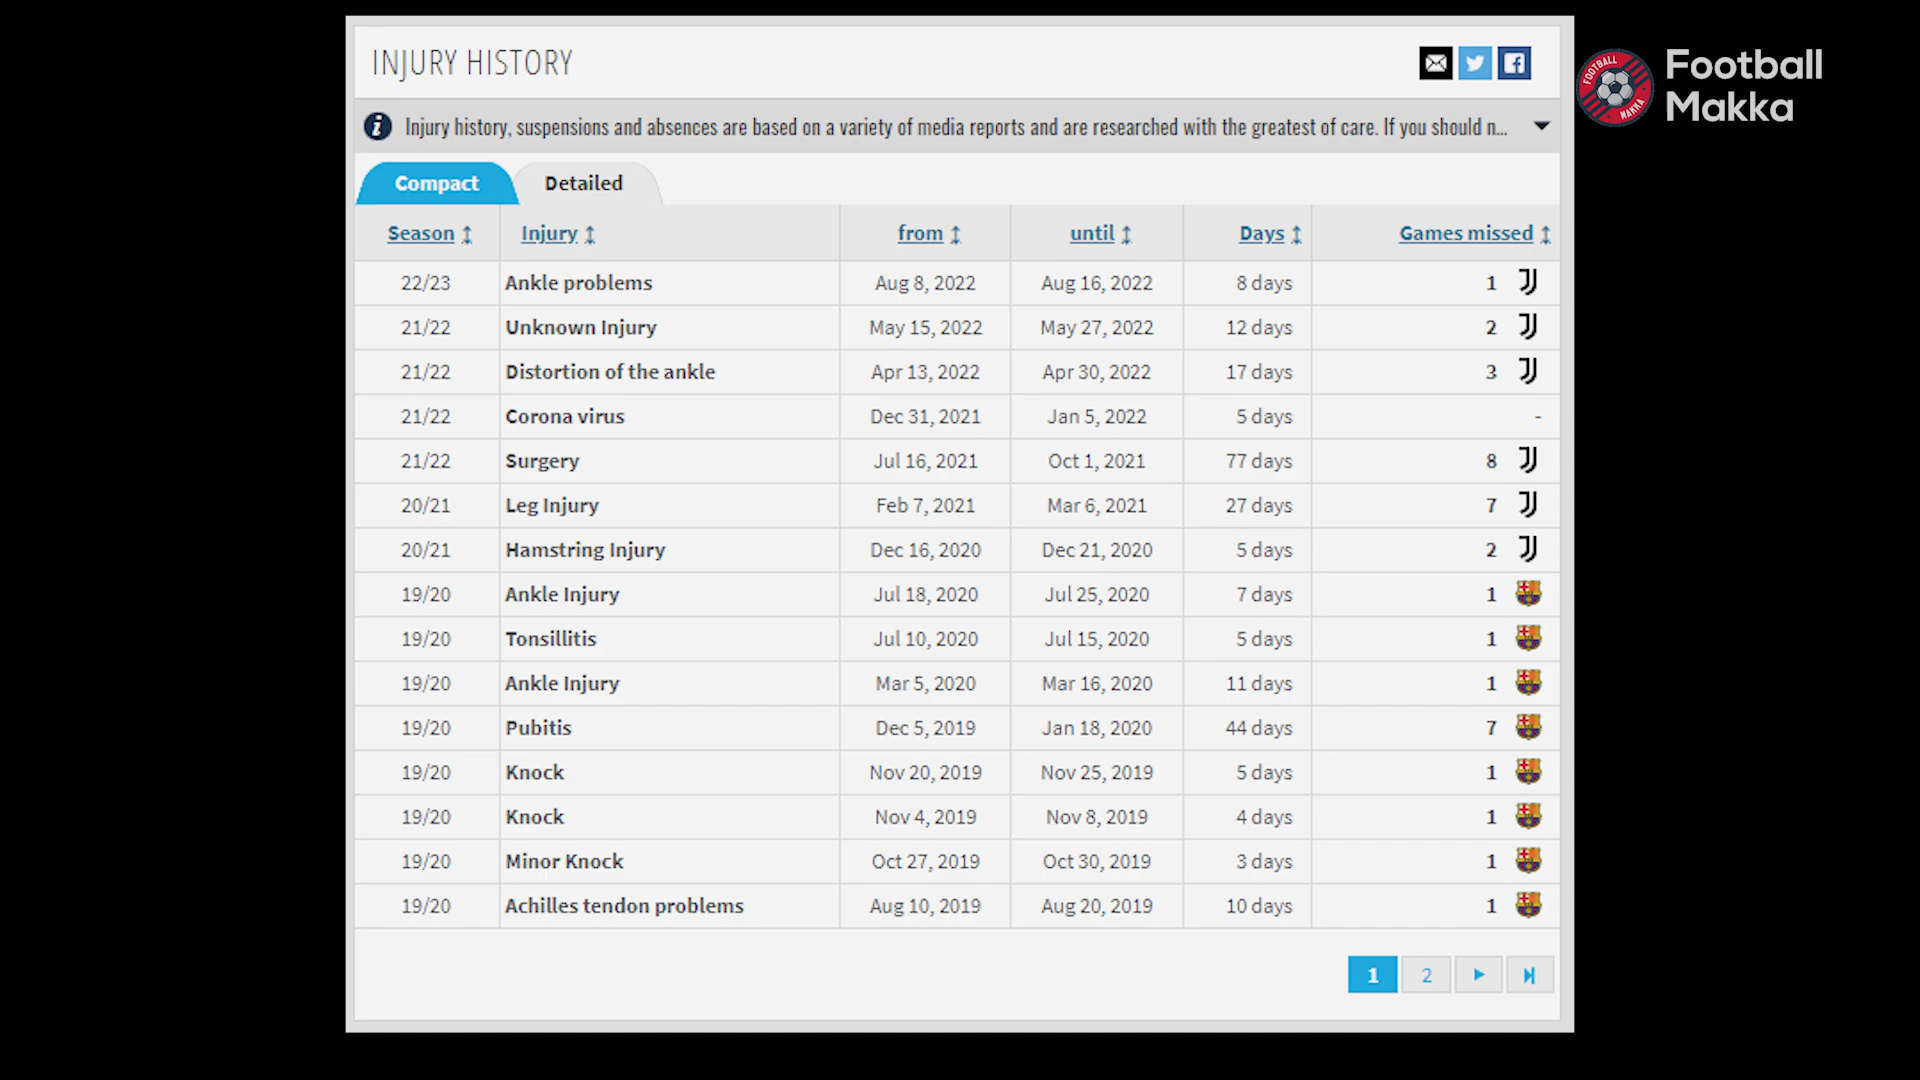 INJURY HISTORY
Football
Makka
FOOTBALL
MAKKA
Injury history, suspensions and absences are based on a variety of media reports and are researched with the greatest of care. If you should n...
Compact Detailed
Season Injury from until Days Games missed
22/23 Ankle problems Aug 8, 2022 Aug 16, 2022 8 days 1
21/22 Unknown Injury May 15, 2022 May 27, 2022 12 days 2
21/22 Distortion of the ankle Apr 13, 2022 Apr 30, 2022 17 days 3
21/22 Corona virus Dec 31, 2021 Jan 5, 2022 5 days -
21/22 Surgery Jul 16, 2021 Oct 1, 2021 77 days 8
20/21 Leg Injury Feb 7, 2021 Mar 6, 2021 27 days 7
20/21 Hamstring Injury Dec 16, 2020 Dec 21, 2020 5 days 2
19/20 Ankle Injury Jul 18, 2020 Jul 25, 2020 7 days 1
19/20 Tonsillitis Jul 10, 2020 Jul 15, 2020 5 days 1
19/20 Ankle Injury Mar 5, 2020 Mar 16, 2020 11 days 1
19/20 Pubitis Dec 5, 2019 Jan 18, 2020 44 days 7
19/20 Knock Nov 20, 2019 Nov 25, 2019 5 days 1
19/20 Knock Nov 4, 2019 Nov 8, 2019 4 days 1
19/20 Minor Knock Oct 27, 2019 Oct 30, 2019 3 days 1
19/20 Achilles tendon problems Aug 10, 2019 Aug 20, 2019 10 days 1
1 2